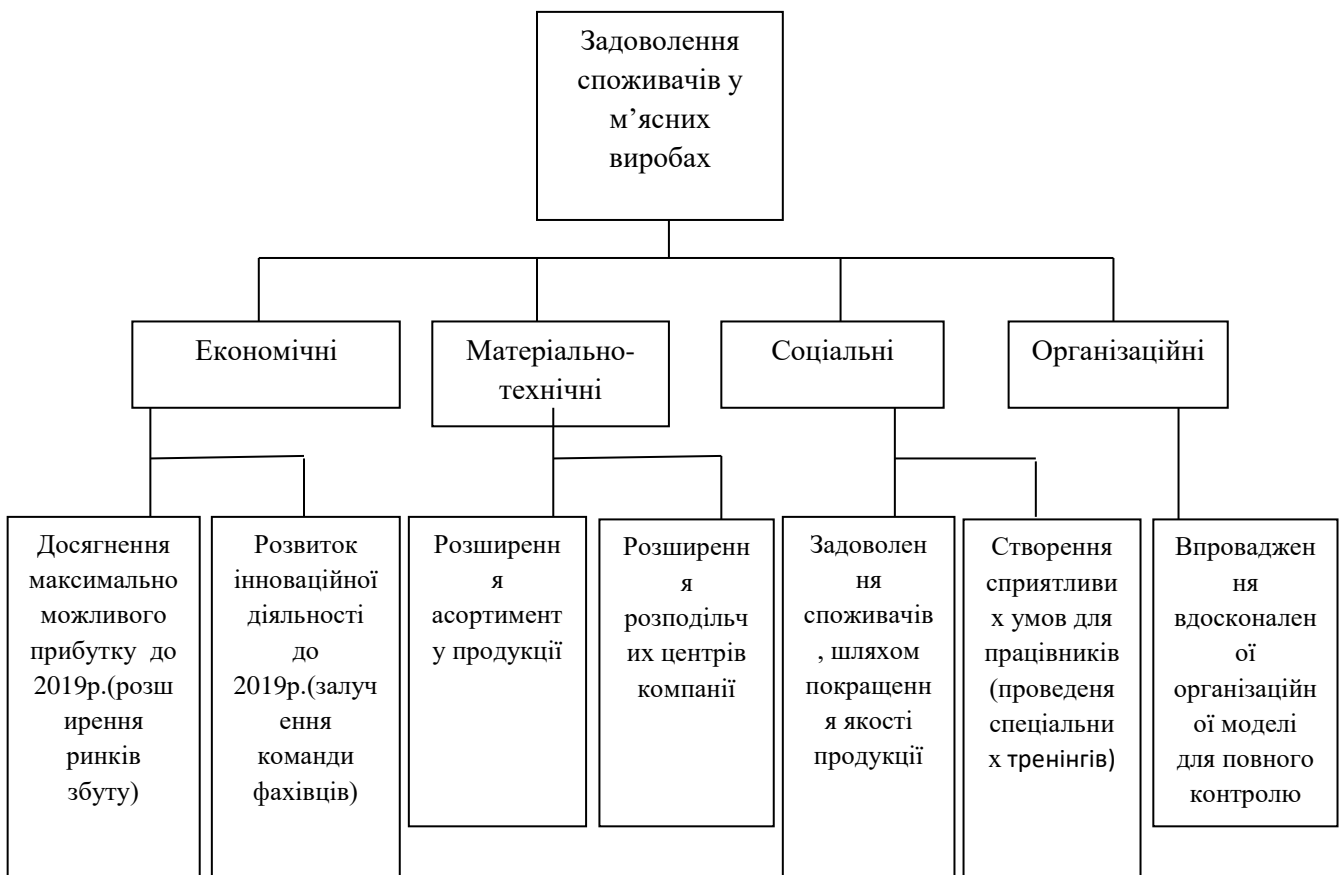 Задоволення
споживачів у
м’ясних
виробах
Економічні
Матеріально-
технічні
Соціальні
Організаційні
Досягнення
максимально
можливого
прибутку до
2019р.(розш
ирення
ринків
збуту)
Розвиток
інноваційної
діяльності
до
2019р.(залуч
ення
команди
фахівців)
Розширенн
я
асортимент
у продукції
Розширенн
я
розподільч
их центрів
компанії
Задоволен
ня
споживачів
, шляхом
покращенн
я якості
продукції
Створення
сприятливи
х умов для
працівників
(проведеня
спеціальни
х тренінгів)
Впроваджен
ня
вдосконален
ої
організаційн
ої моделі
для повного
контролю